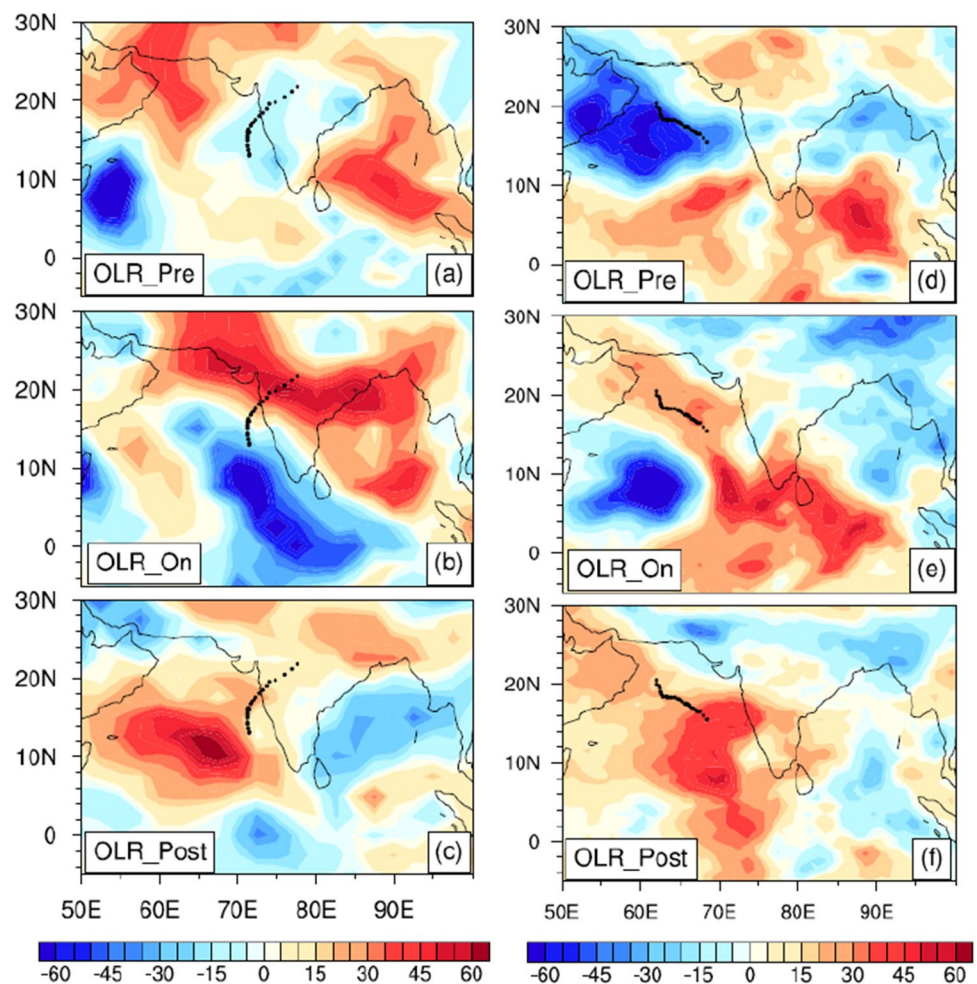 30N
20N
10N
0
OLR_Pre
(a)
30N
20N
10N
0
OLR_Pre
(d)
30N
20N
10N
0
OLR_On
(b)
30N
20N
10N
0
OLR_On
(e)
30N
20N
10N
0
OLR_Post
(c)
30N
20N
10N
0
OLR_Post
(f)
50E 60E 70E 80E 90E
50E 60E 70E 80E 90E
-60 -45 -30 -15 0 15 30 45 60
-60 -45 -30 -15 0 15 30 45 60